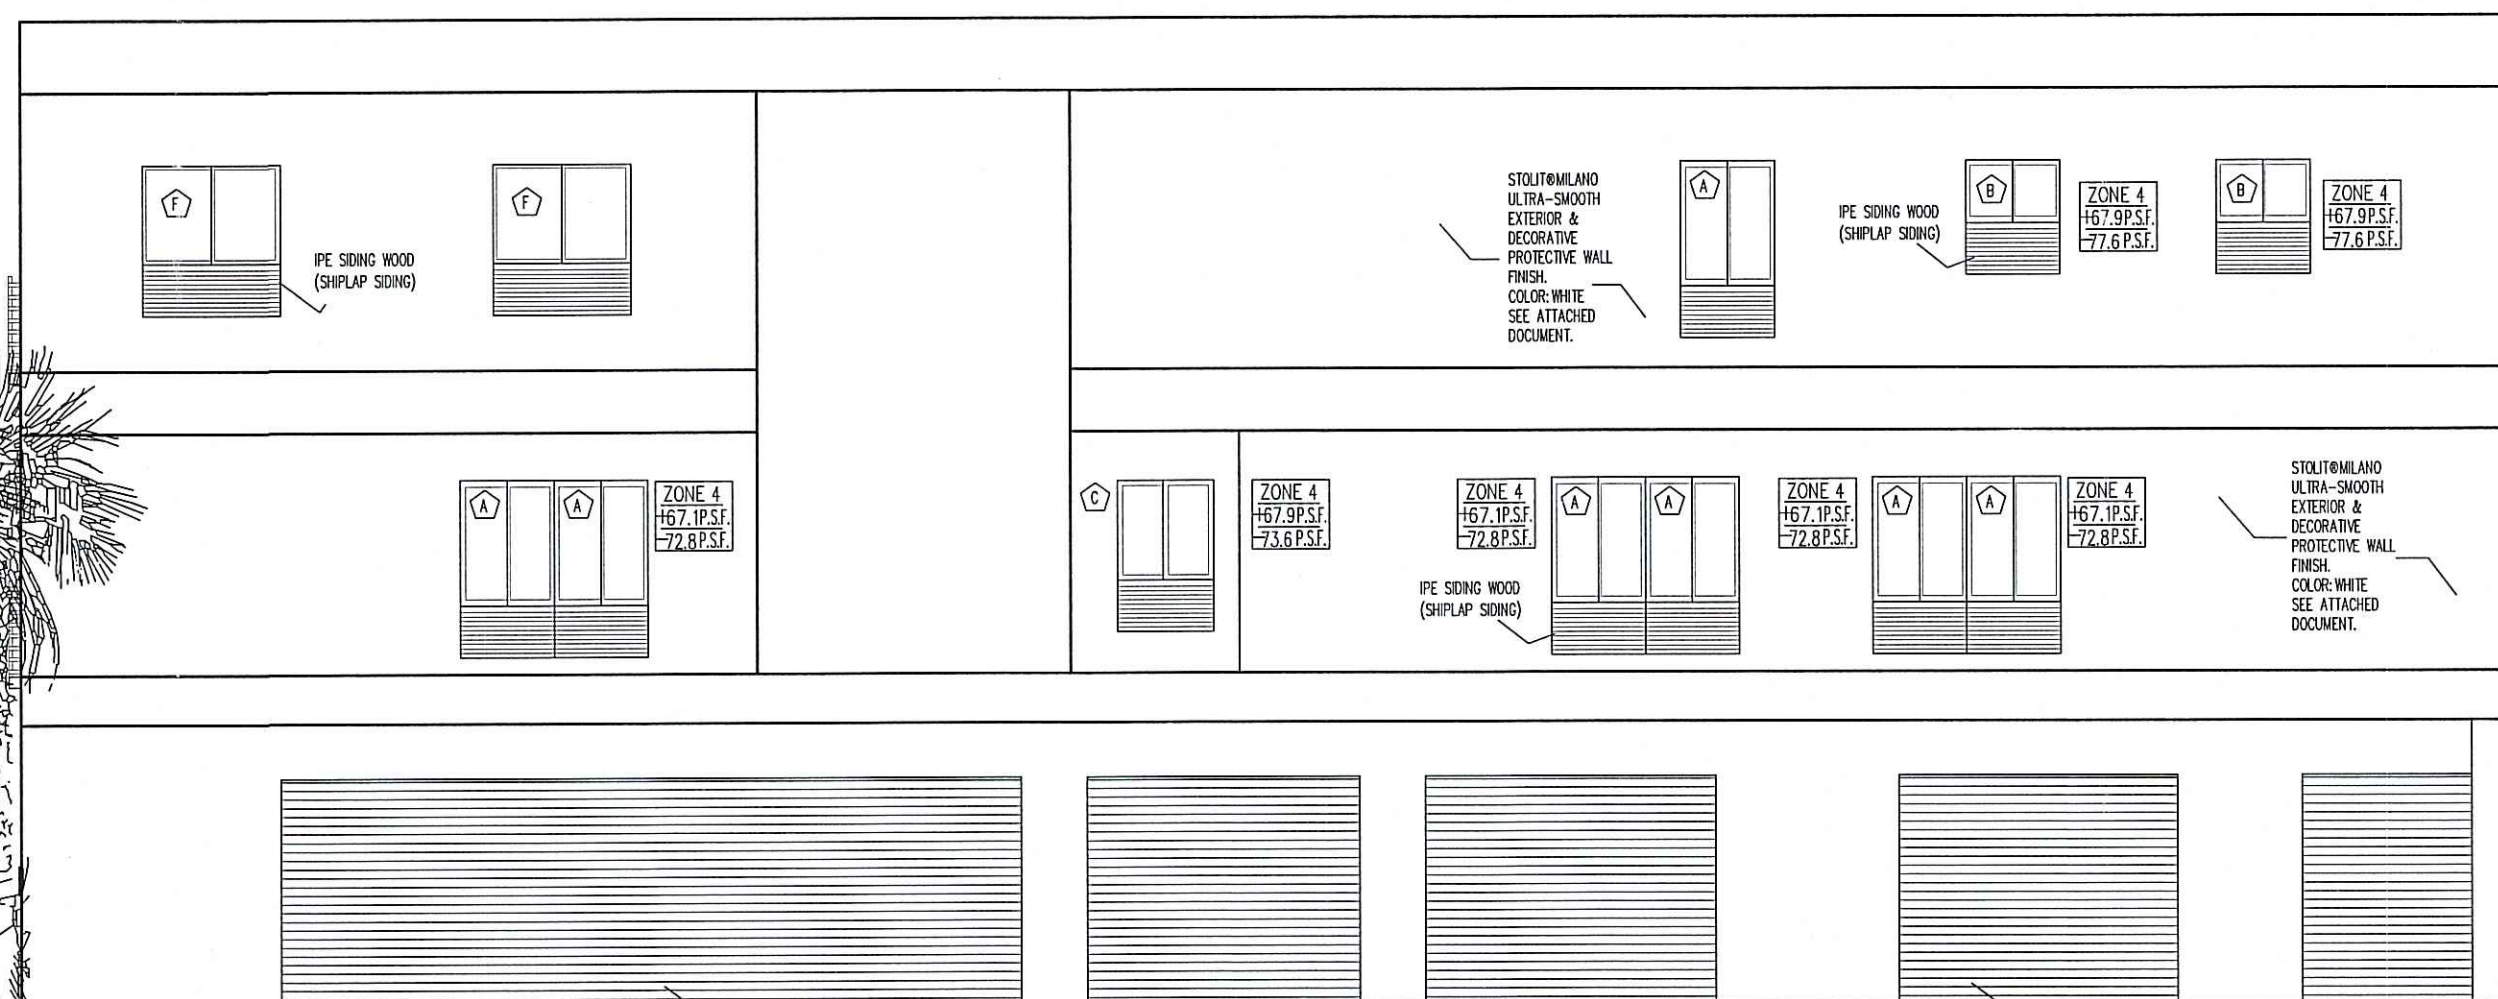 F
IPE SIDING WOOD
(SHIPLAP SIDING)
F
STOLIT®MILANO
ULTRA-SMOOTH
EXTERIOR &
DECORATIVE
PROTECTIVE WALL
FINISH.
COLOR: WHITE
SEE ATTACHED
DOCUMENT.
A
IPE SIDING WOOD
(SHIPLAP SIDING)
B
ZONE 4
+67.9P.S.F.
-77.6 P.S.F.
B
ZONE 4
+67.9P.S.F.
-77.6 P.S.F.
A
A
ZONE 4
+67.1P.S.F.
-72.8P.S.F.
C
ZONE 4
+67.9P.S.F.
-73.6 P.S.F.
ZONE 4
+67.1P.S.F.
-72.8P.S.F.
IPE SIDING WOOD
(SHIPLAP SIDING)
A
A
ZONE 4
+67.1P.S.F.
-72.8P.S.F.
A
A
ZONE 4
+67.1P.S.F.
-72.8P.S.F.
STOLIT®MILANO
ULTRA-SMOOTH
EXTERIOR &
DECORATIVE
PROTECTIVE WALL
FINISH.
COLOR: WHITE
SEE ATTACHED
DOCUMENT.